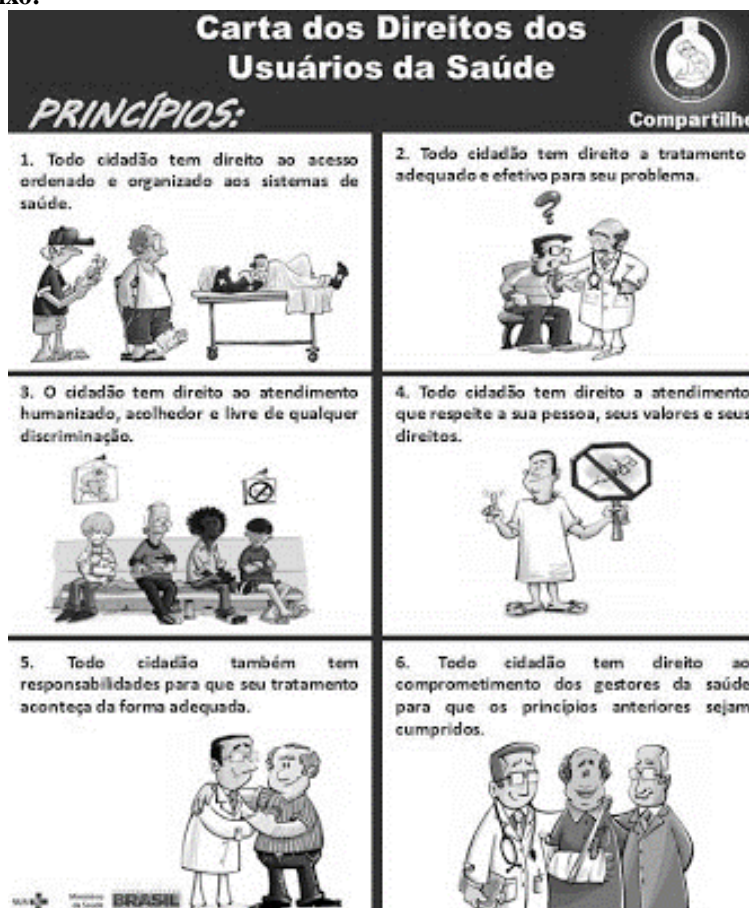 Carta dos Direitos dos
Usuários da Saúde
PRINCÍPIOS:
Compartilhe
1. Todo cidadão tem direito ao acesso
ordenado e organizado aos sistemas de
saúde.
2. Todo cidadão tem direito a tratamento
adequado e efetivo para seu problema.
?
3. O cidadão tem direito ao atendimento
humanizado, acolhedor e livre de qualquer
discriminação.
4. Todo cidadão tem direito a atendimento
que respeite a sua pessoa, seus valores e seus
direitos.
5. Todo cidadão também tem
responsabilidades para que seu tratamento
aconteça da forma adequada.
6. Todo cidadão tem direito ao
comprometimento dos gestores da saúde
para que os princípios anteriores sejam
cumpridos.
SUS
Ministério
da Saúde
BRASIL